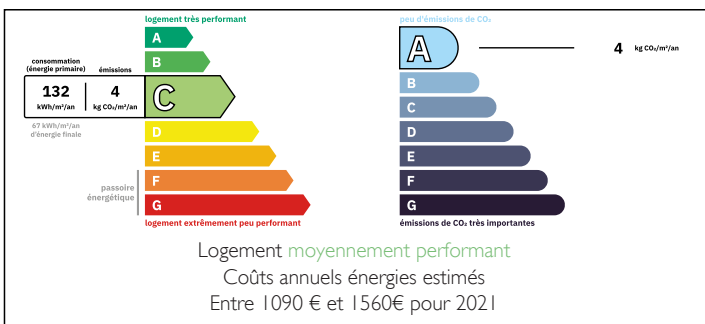 logement très performant
A
B
consommation
(énergie primaire)
émissions
132
kWh/m²/an
4
kg CO₂/m²/an
C
67 kWh/m²/an
d'énergie finale
D
E
F
G
passoire
énergétique
logement extrêmement peu performant
peu d'émissions de CO₂
A
4 kg CO₂/m²/an
B
C
D
E
F
G
émissions de CO₂ très importantes
Logement moyennement performant
Coûts annuels énergies estimés
Entre 1090 € et 1560€ pour 2021